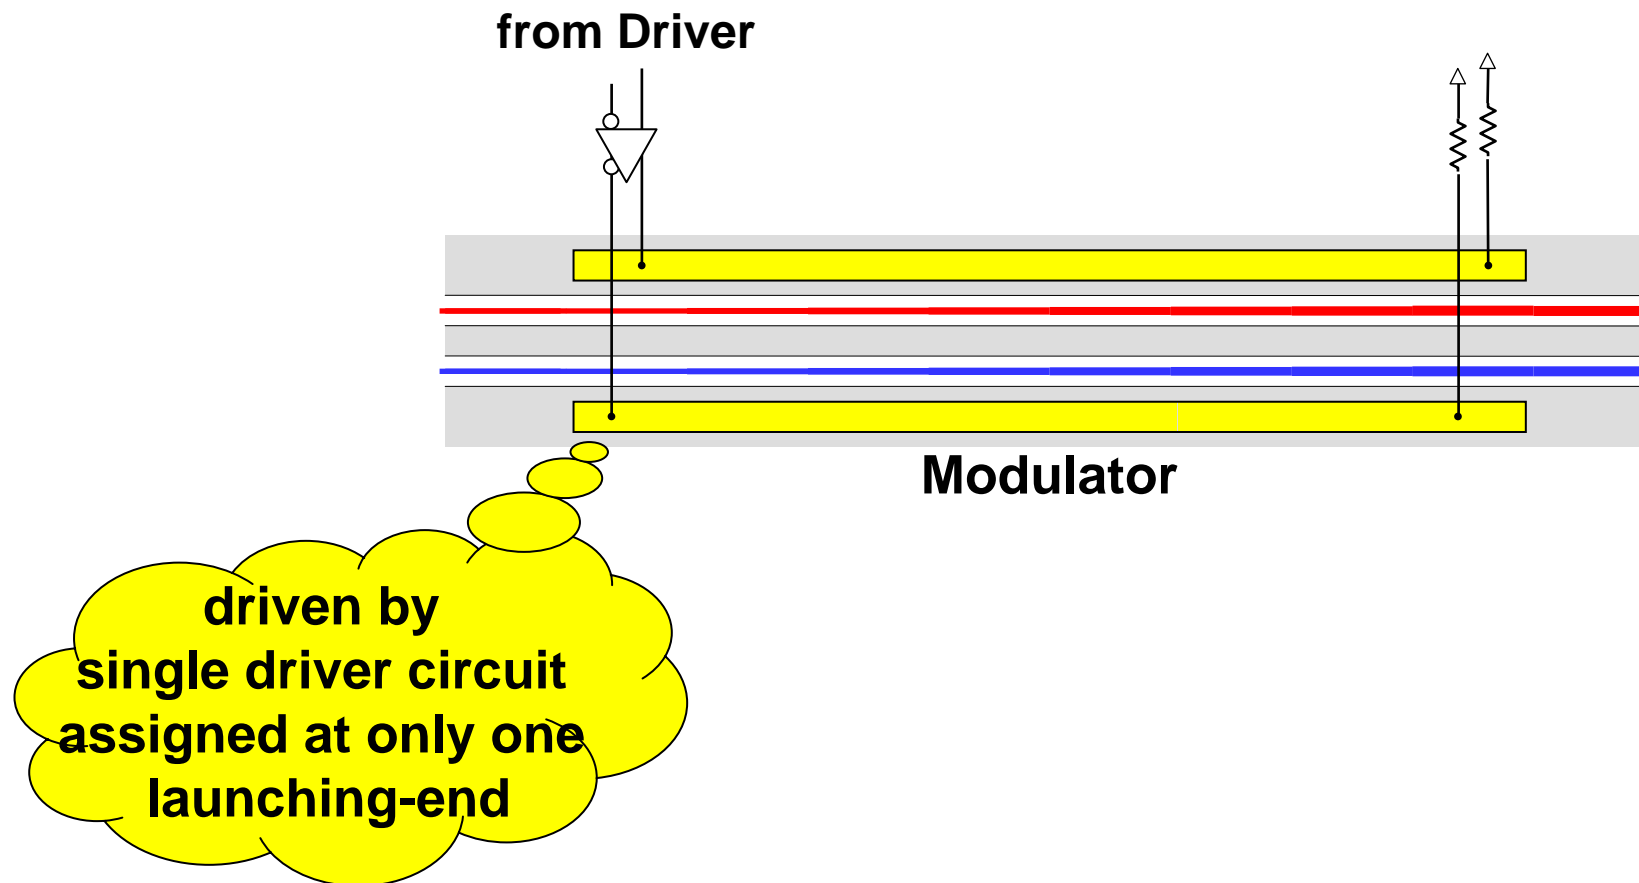 from Driver
Modulator
driven by
single driver circuit
assigned at only one
launching-end